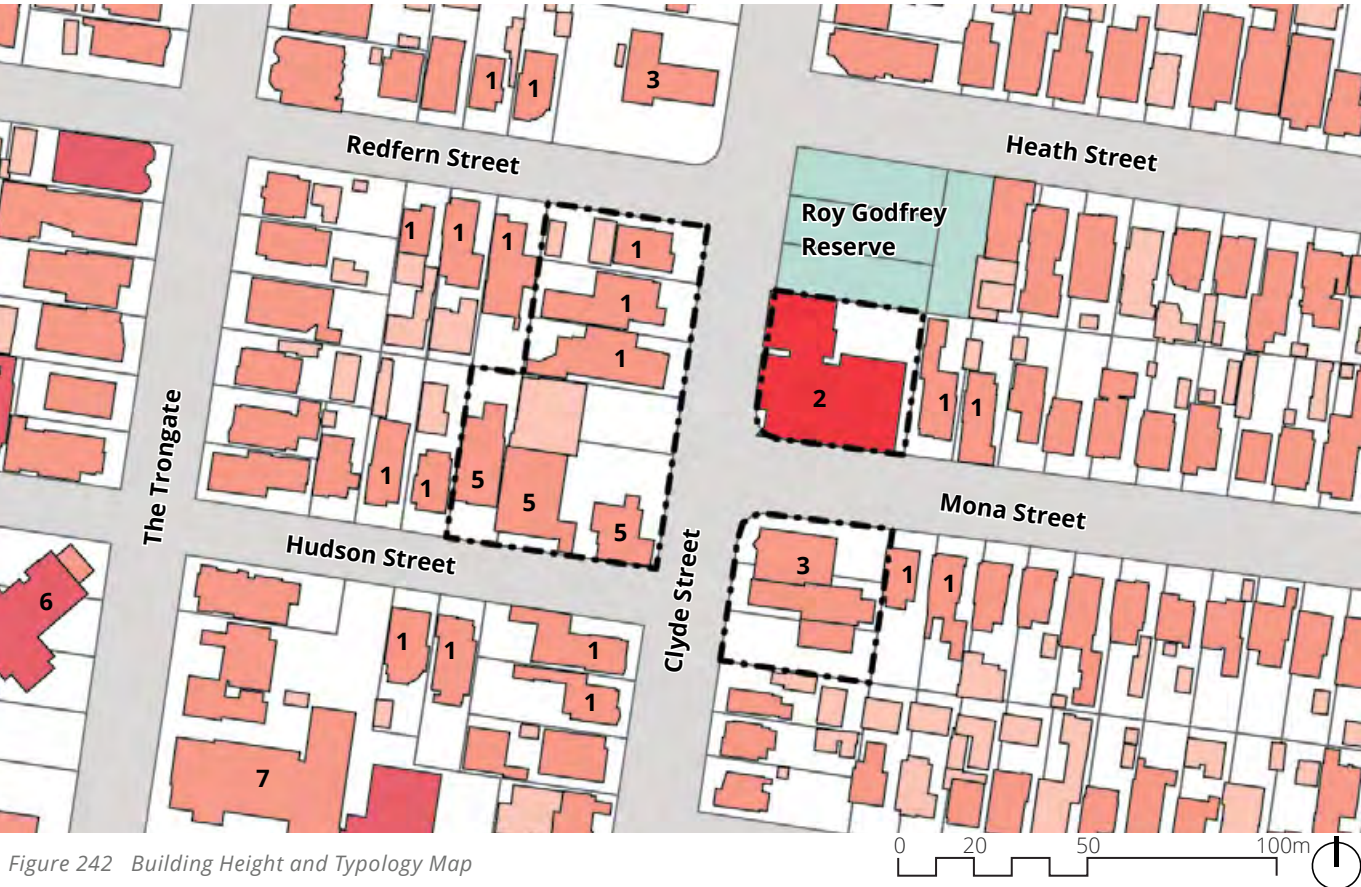 1
1
3
Redfern Street
Heath Street
Roy Godfrey
Reserve
1
1
1
1
1
1
2
1
1
The Trongate
1
1
5
5
5
Mona Street
Hudson Street
Clyde Street
3
1
1
6
1
1
1
1
7
0
20
50
100m
Figure 242 Building Height and Typology Map